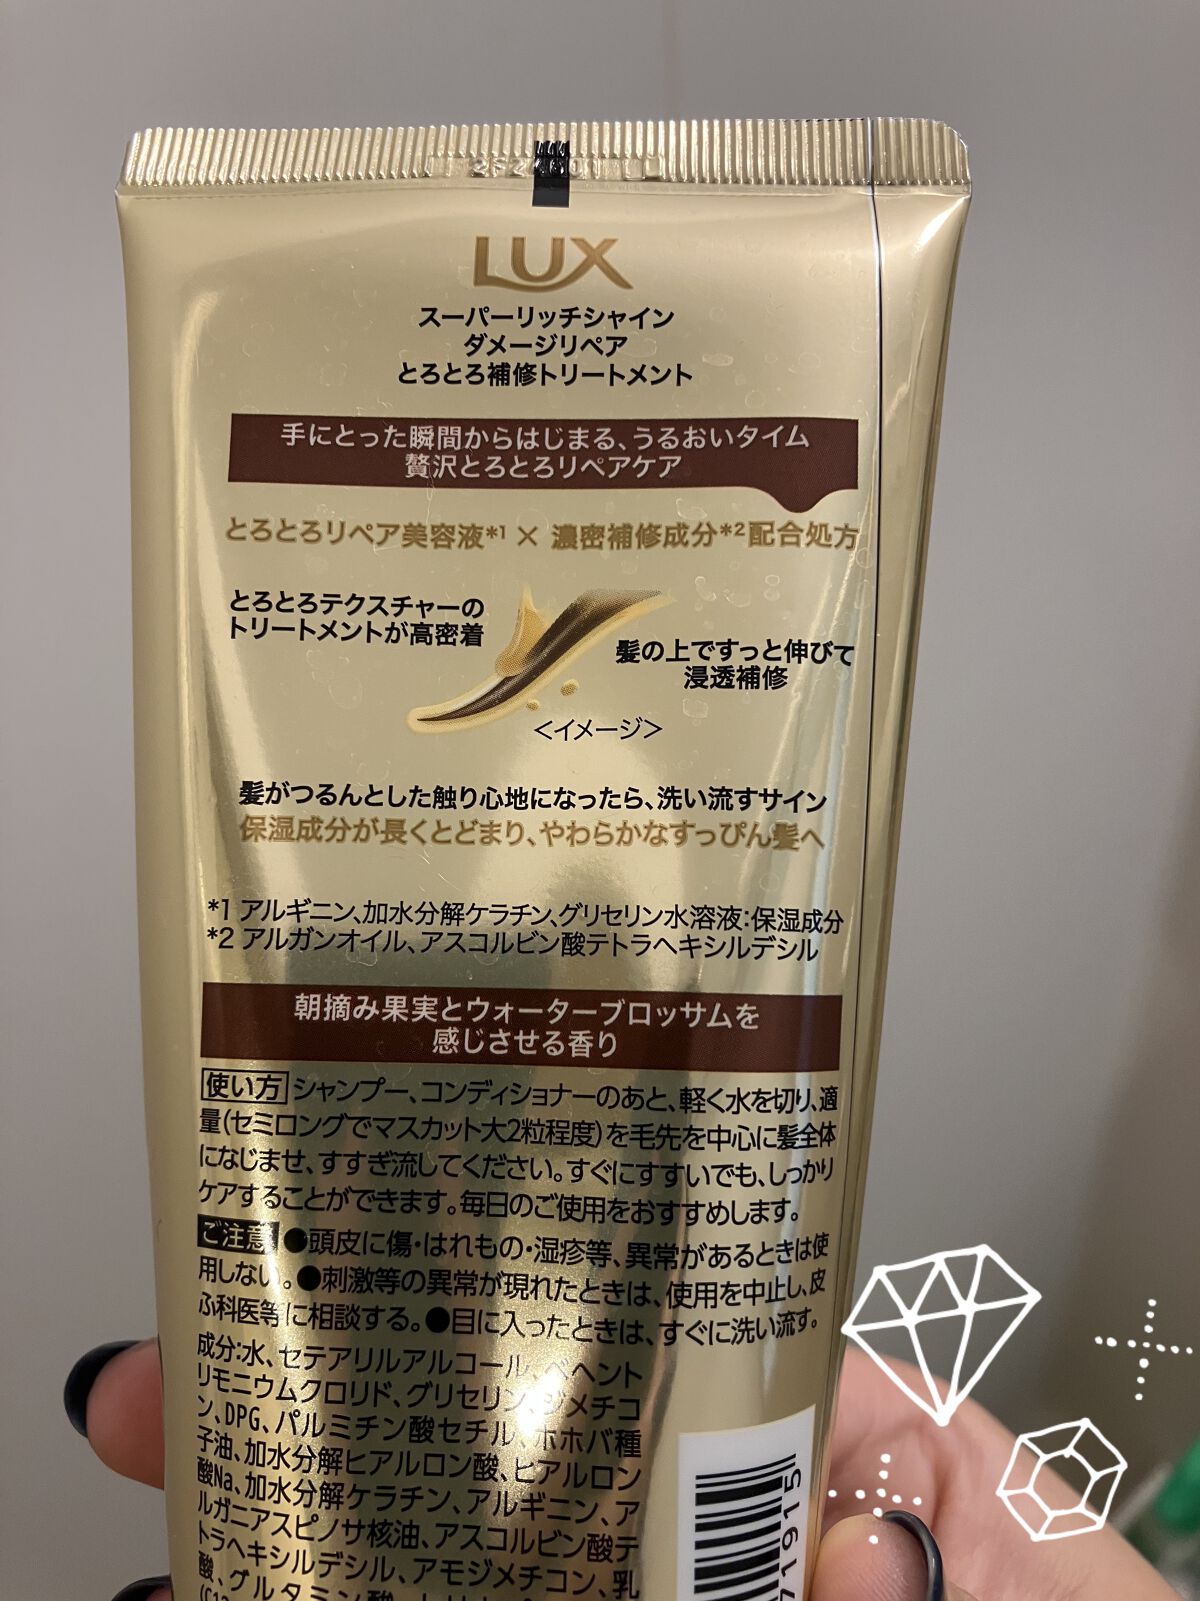 LUX
スーパーリッチシャイン
ダメージリペア
とろとろ補修トリートメント
手にとった瞬間からはじまる、うるおいタイム
贅沢とろとろリペアケア
とろとろリペア美容液*1 × 濃密補修成分*2配合処方
とろとろテクスチャーの
トリートメントが高密着
髪の上ですっと伸びて
浸透補修
<イメージ>
髪がつるんとした触り心地になったら、洗い流すサイン
保湿成分が長くとどまり、やわらかなすっぴん髪へ
*1 アルギニン、加水分解ケラチン、グリセリン水溶液:保湿成分
*2 アルガンオイル、アスコルビン酸テトラヘキシルデシル
朝摘み果実とウォーターブロッサムを
感じさせる香り
使い方 シャンプー、コンディショナーのあと、軽く水を切り、適
量(セミロングでマスカット大2粒程度)を毛先を中心に髪全体
になじませ、すすぎ流してください。すぐにすすいでも、しっかり
ケアすることができます。毎日のご使用をおすすめします。
ご注意 ●頭皮に傷・はれもの・湿疹等、異常があるときは使
用しない。●刺激等の異常が現れたときは、使用を中止し、皮
ふ科医等に相談する。●目に入ったときは、すぐに洗い流す。
成分:水、セテアリルアルコール、ベヘント
リモニウムクロリド、グリセリン、ジメチコ
ン、DPG、パルミチン酸セチル、ホホバ種
子油、加水分解ヒアルロン酸、ヒアルロン
酸Na、加水分解ケラチン、アルギニン、ア
ルガニアスピノサ核油、アスコルビン酸テ
トラヘキシルデシル、アモジメチコン、乳
酸、グルタミン酸、
71915